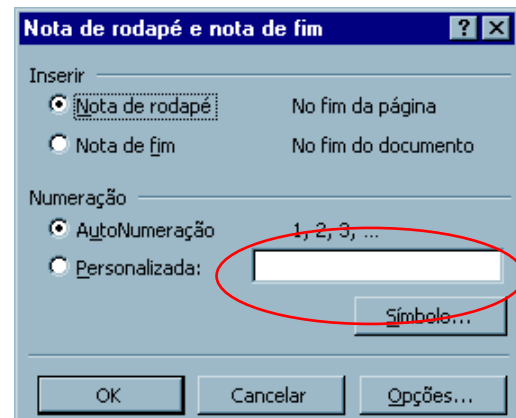 Nota de rodapé e nota de fim
Inserir
Nota de rodapé No fim da página
Nota de fim No fim do documento
Numeração
AutoNumeração 1, 2, 3, ...
Personalizada:
Símbolo...
OK Cancelar Opções...